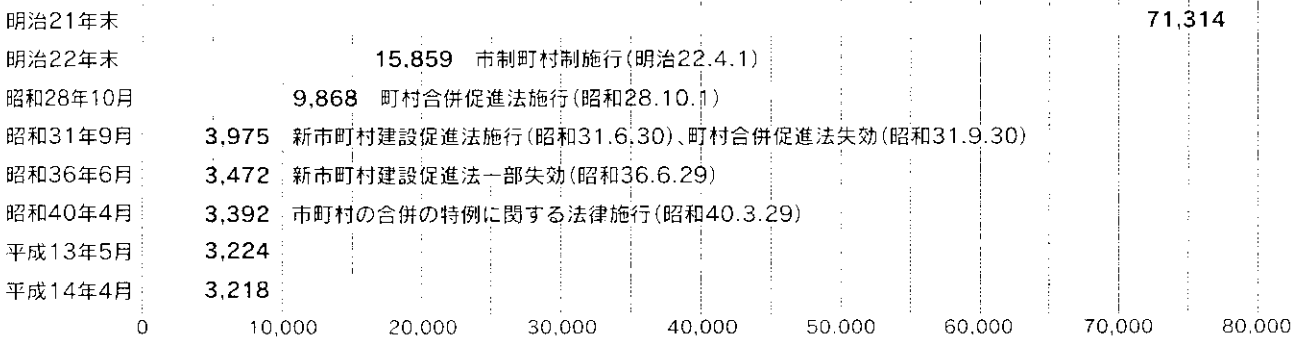 明治21年末 71,314
明治22年末 15,859 市制町村制施行(明治22.4.1)
昭和28年10月 9,868 町村合併促進法施行(昭和28.10.1)
昭和31年9月 3,975 新市町村建設促進法施行(昭和31.6.30)、町村合併促進法失効(昭和31.9.30)
昭和36年6月 3,472 新市町村建設促進法一部失効(昭和36.6.29)
昭和40年4月 3,392 市町村の合併の特例に関する法律施行(昭和40.3.29)
平成13年5月 3,224
平成14年4月 3,218
0 10,000 20,000 30,000 40,000 50,000 60,000 70,000 80,000